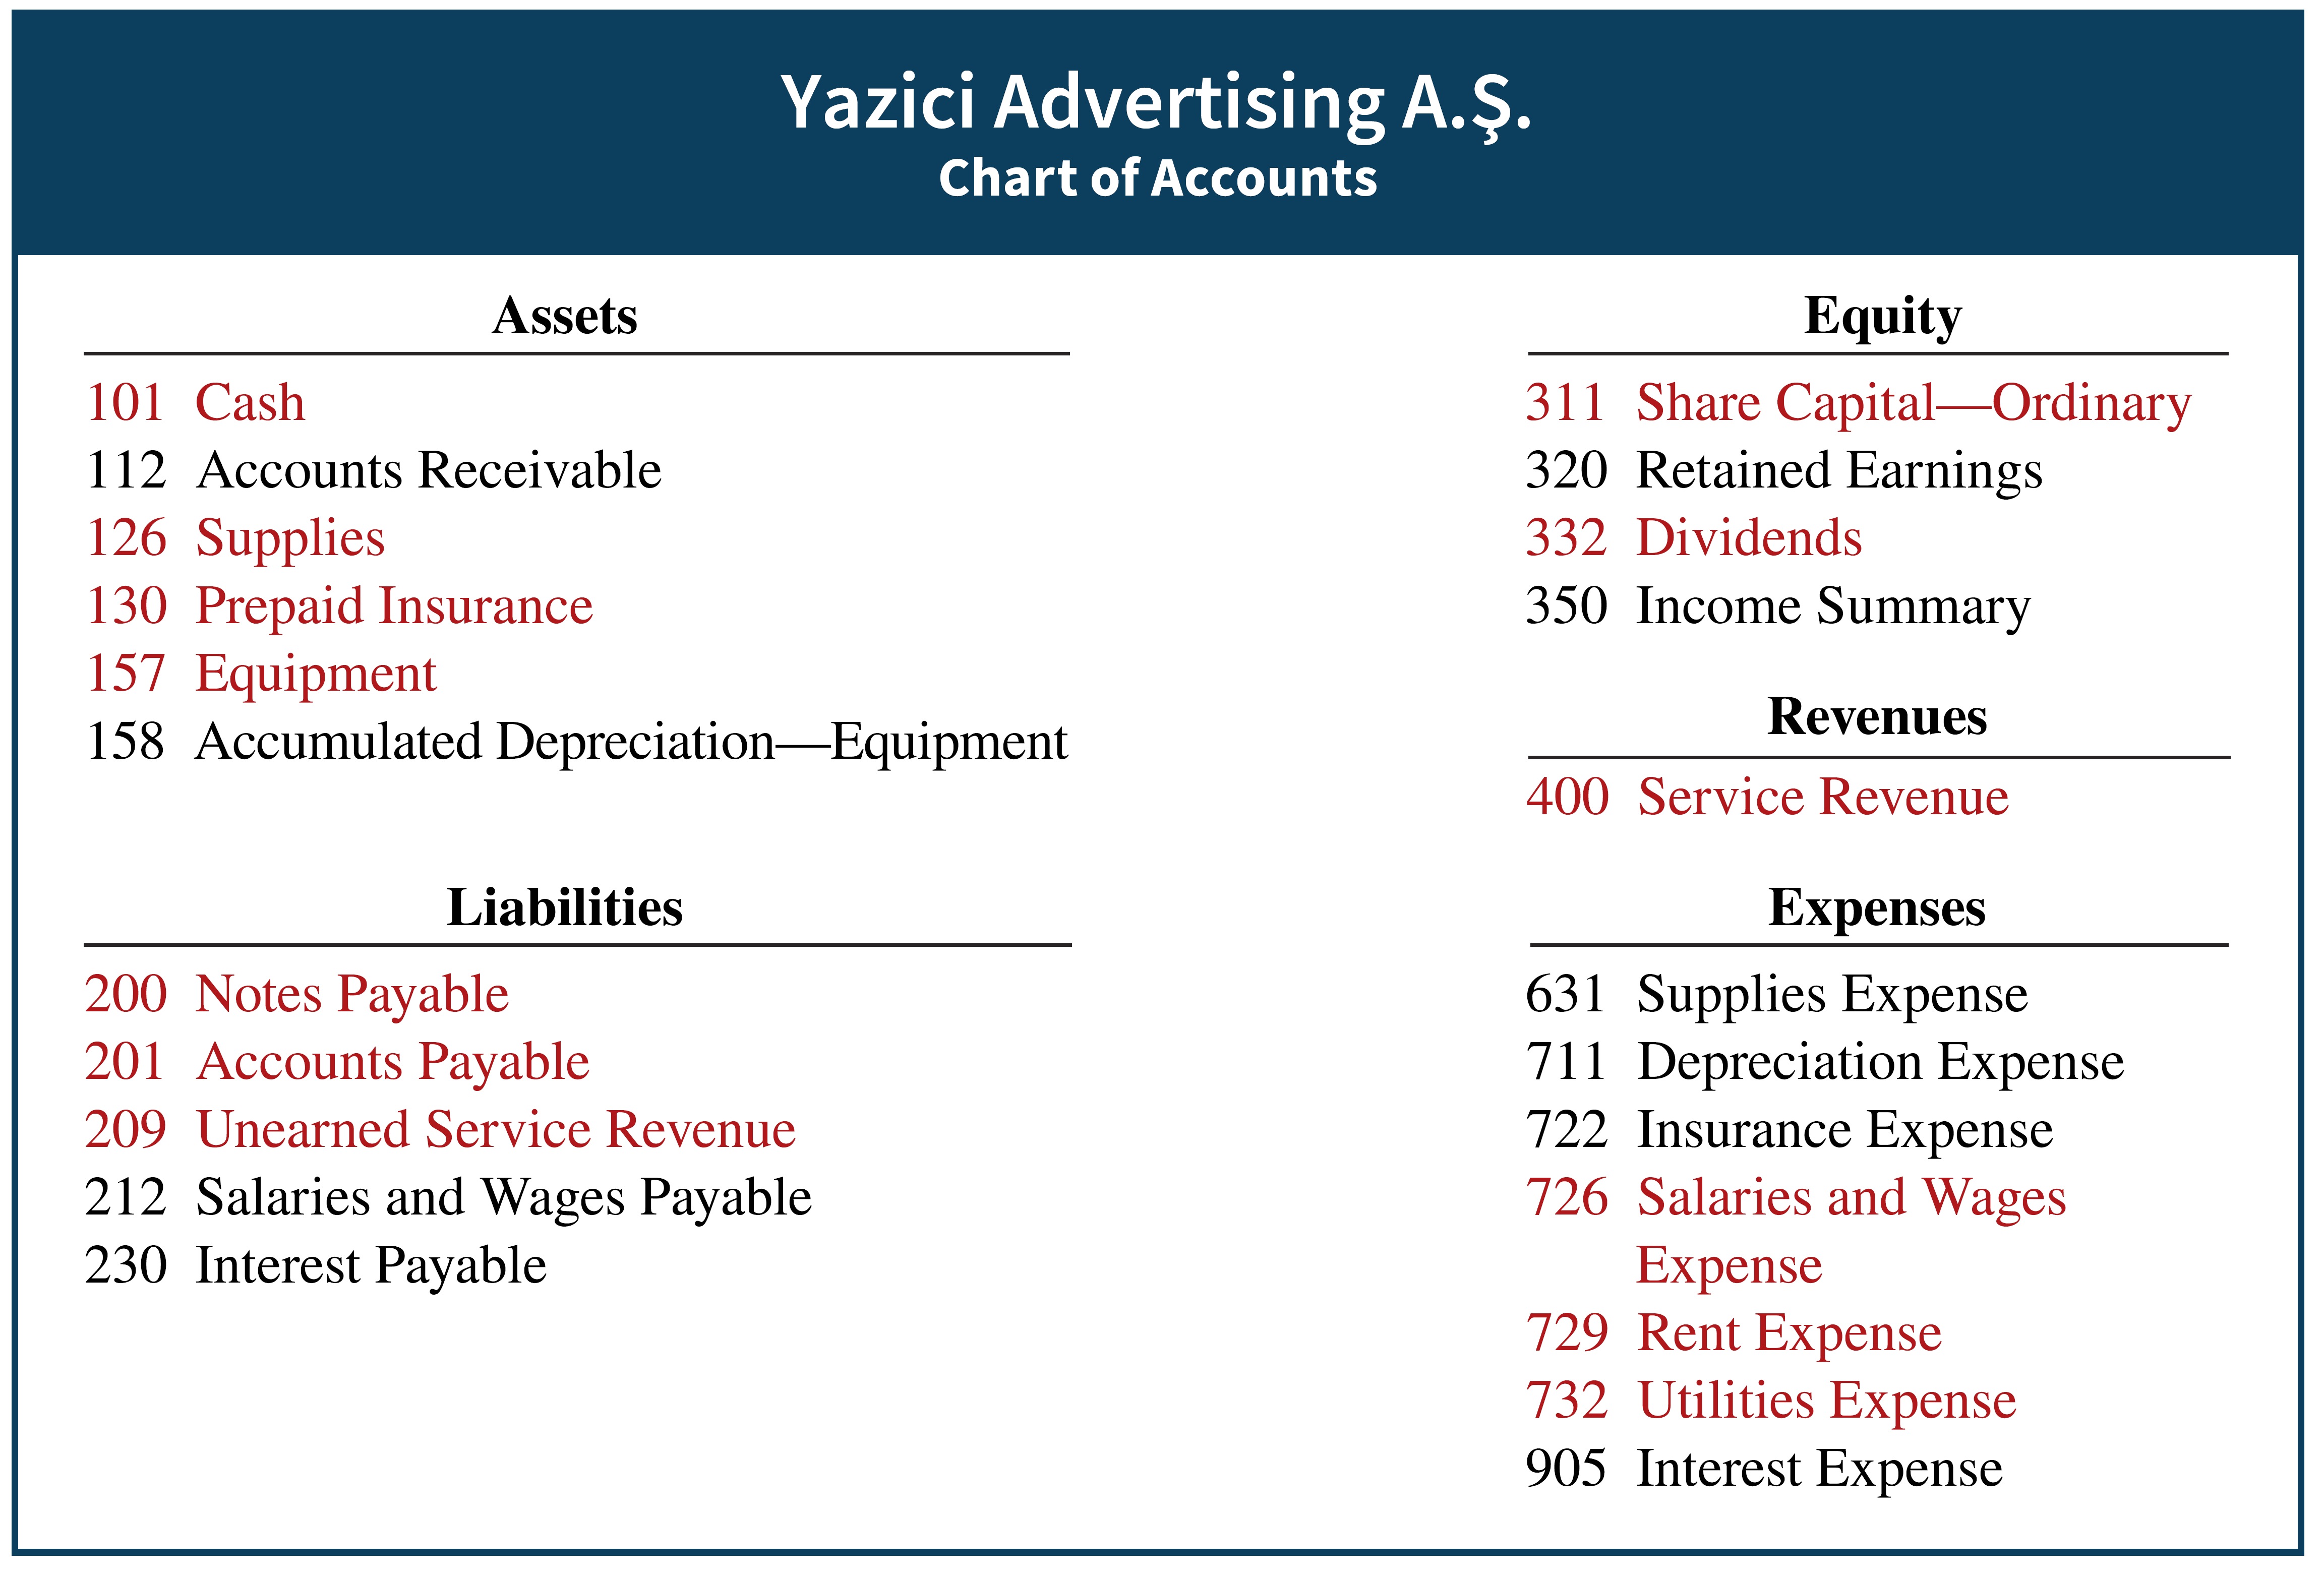 Yazici Advertising A.Ş.
Chart of Accounts
Assets
101 Cash
112 Accounts Receivable
126 Supplies
130 Prepaid Insurance
157 Equipment
158 Accumulated Depreciation—Equipment
Liabilities
200 Notes Payable
201 Accounts Payable
209 Unearned Service Revenue
212 Salaries and Wages Payable
230 Interest Payable
Equity
311 Share Capital—Ordinary
320 Retained Earnings
332 Dividends
350 Income Summary
Revenues
400 Service Revenue
Expenses
631 Supplies Expense
711 Depreciation Expense
722 Insurance Expense
726 Salaries and Wages
Expense
729 Rent Expense
732 Utilities Expense
905 Interest Expense